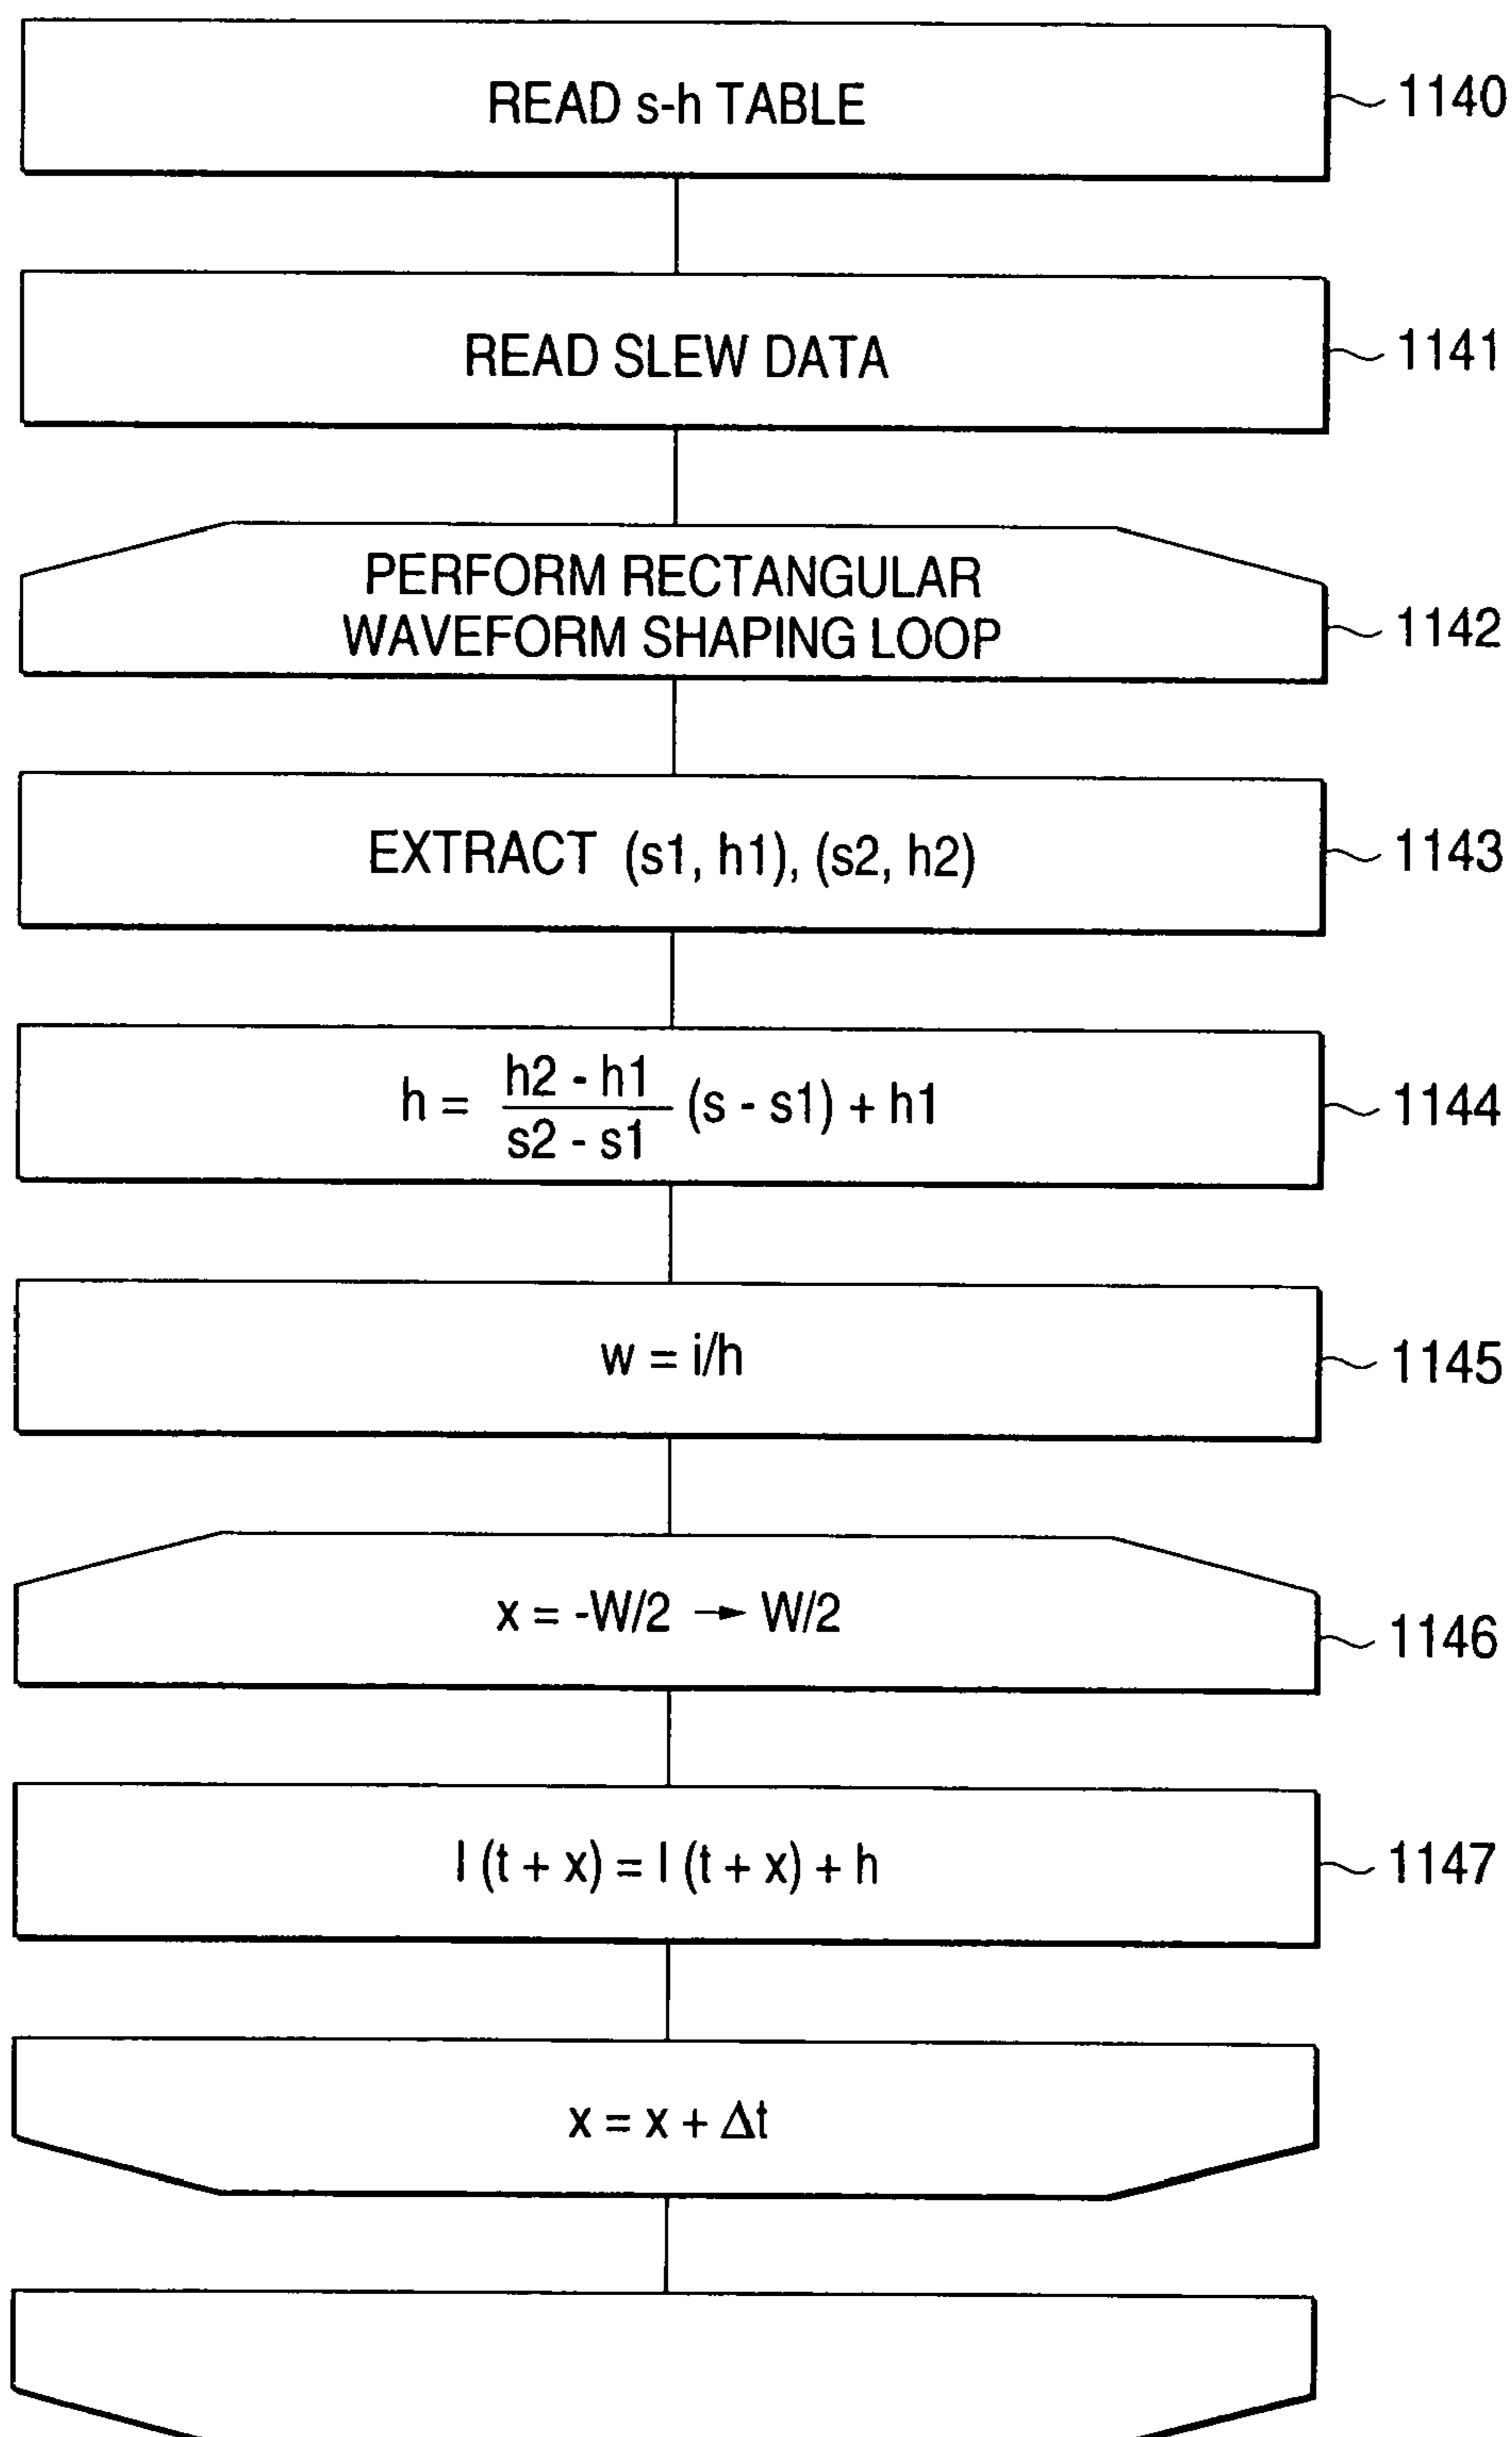 READ s-h TABLE
1140
READ SLEW DATA
1141
PERFORM RECTANGULAR
WAVEFORM SHAPING LOOP
1142
EXTRACT (s1, h1), (s2, h2)
1143
h = h2 - h1 / s2 - s1 (s - s1) + h1
1144
w = i/h
1145
x = -W/2 → W/2
1146
I (t + x) = I (t + x) + h
1147
x = x + Δt